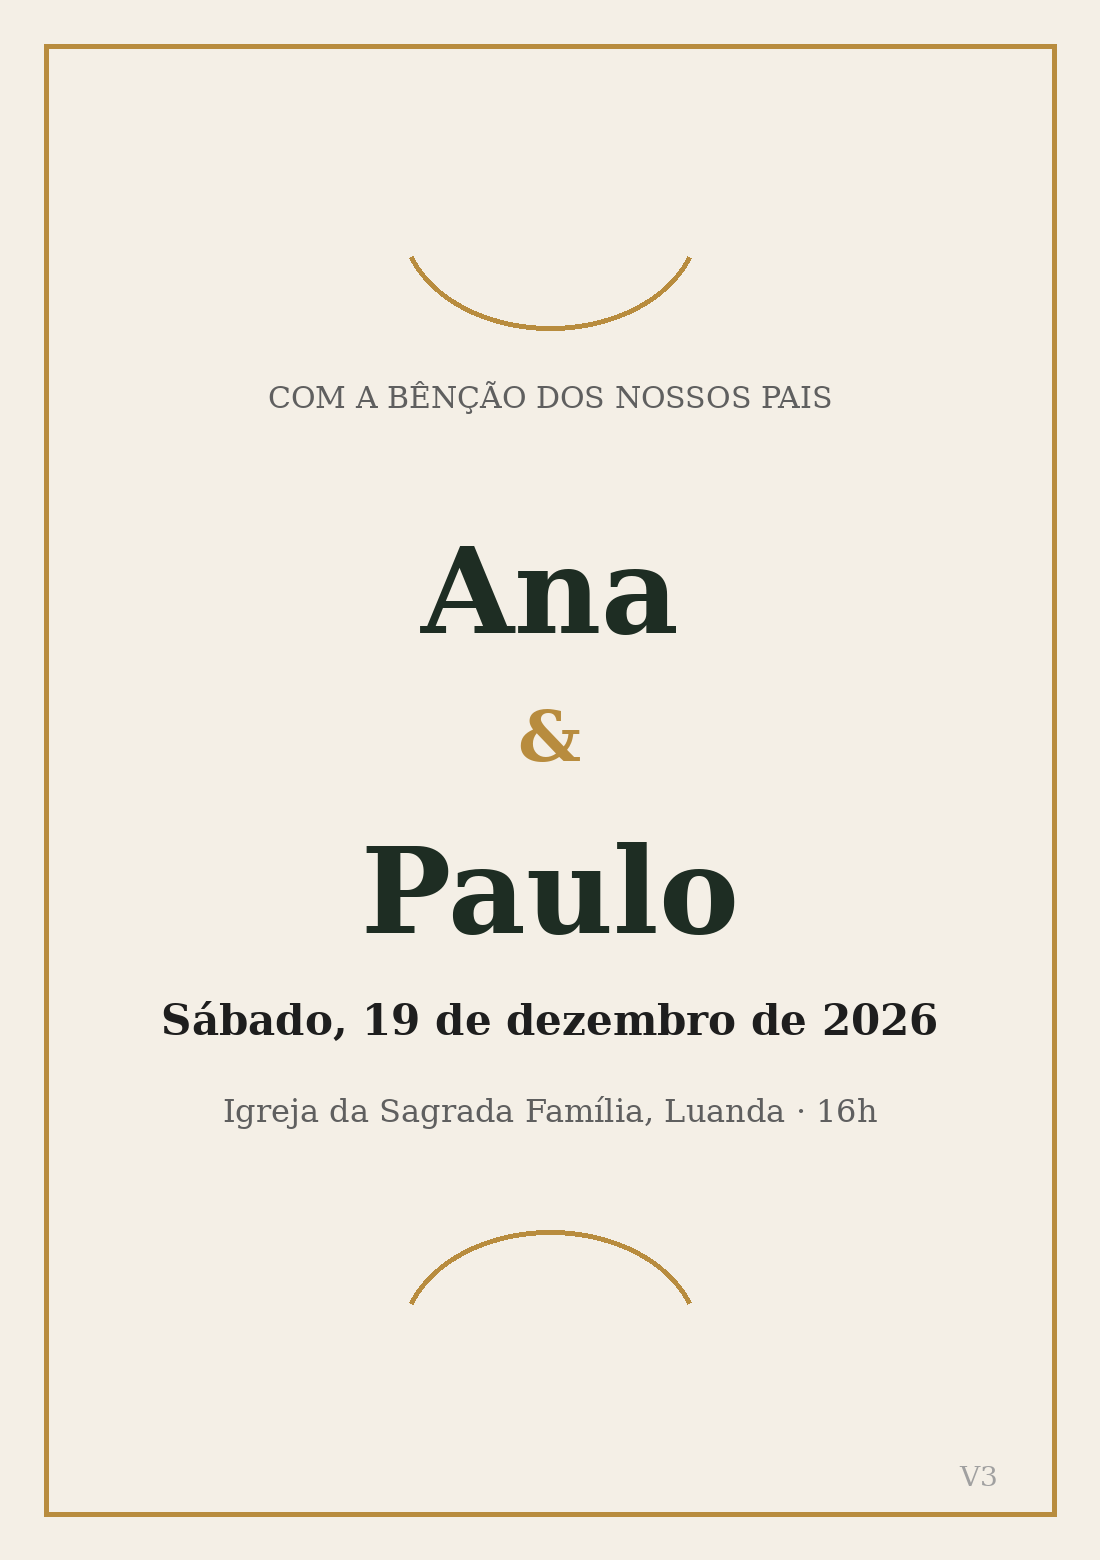 COM A BÊNÇÃO DOS NOSSOS PAIS
Ana
&
Paulo
Sábado, 19 de dezembro de 2026
Igreja da Sagrada Família, Luanda · 16h
V3